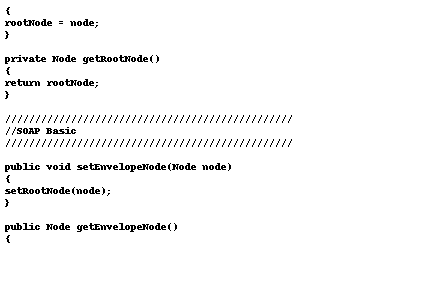 {
rootNode = node;
}
private Node getRootNode()
{
return rootNode;
}
////////////////////////////////////////////////
//SOAP Basic
////////////////////////////////////////////////
public void setEnvelopeNode(Node node)
{
setRootNode(node);
}
public Node getEnvelopeNode()
{